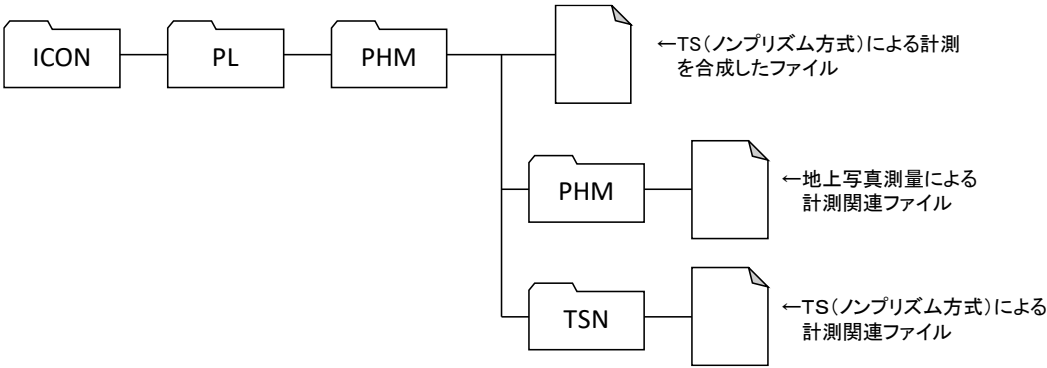 ICON
PL
PHM
←TS(ノンプリズム方式)による計測
を合成したファイル
PHM
←地上写真測量による
計測関連ファイル
TSN
←TS(ノンプリズム方式)による
計測関連ファイル